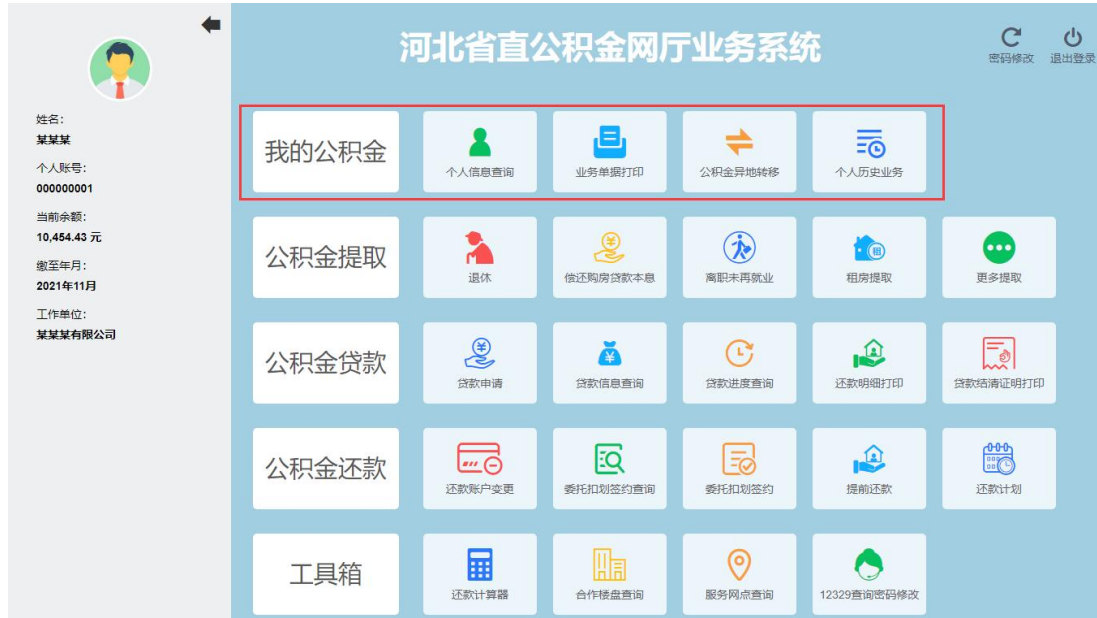 河北省直公积金网厅业务系统
密码修改 退出登录
姓名：
某某某
个人账号：
000000001
当前余额：
10,454.43 元
缴至年月：
2021年11月
工作单位：
某某某有限公司
我的公积金
个人信息查询 业务单据打印 公积金异地转移 个人历史业务
公积金提取
退休 偿还购房贷款本息 离职未再就业 租房提取 更多提取
公积金贷款
贷款申请 贷款信息查询 贷款进度查询 还款明细打印 贷款结清证明打印
公积金还款
还款账户变更 委托扣划签约查询 委托扣划签约 提前还款 还款计划
工具箱
还款计算器 合作楼盘查询 服务网点查询 12329查询密码修改